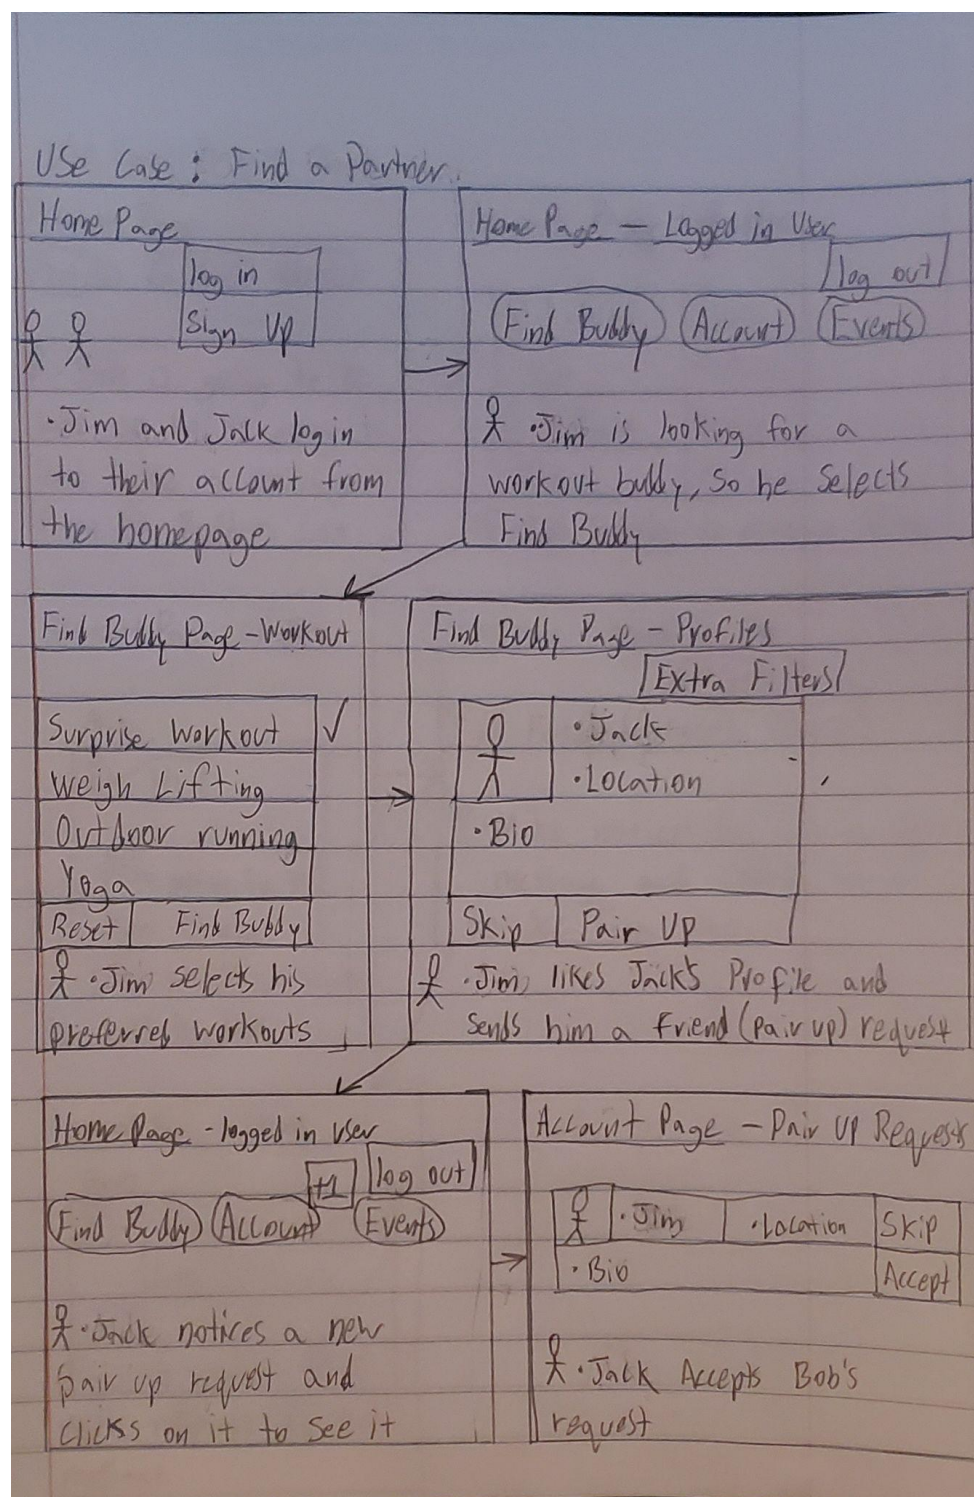 Use Case: Find a Partner.
Home Page
log in
Sign Up
·Jim and Jack login
to their account from
the homepage
Home Page — Logged in User
log out
Find Buddy
Account
Events
·Jim is looking for a
workout buddy, So he Selects
Find Buddy
Find Buddy Page - Workout
Surprise Workout ✓
Weigh Lifting
Outdoor running
Yoga
Reset
Find Buddy
·Jim selects his
preferred workouts
Find Buddy Page - Profiles
Extra Filters
·Jack
·Location
·Bio
Skip
Pair Up
·Jim likes Jack's Profile and
sends him a friend (pair up) request
Home Page - logged in user
+1
log out
Find Buddy
Account
Events
·Jack notices a new
pair up request and
clicks on it to see it
Account Page - Pair Up Requests
·Jim
·Location
Skip
·Bio
Accept
·Jack Accepts Bob's
request